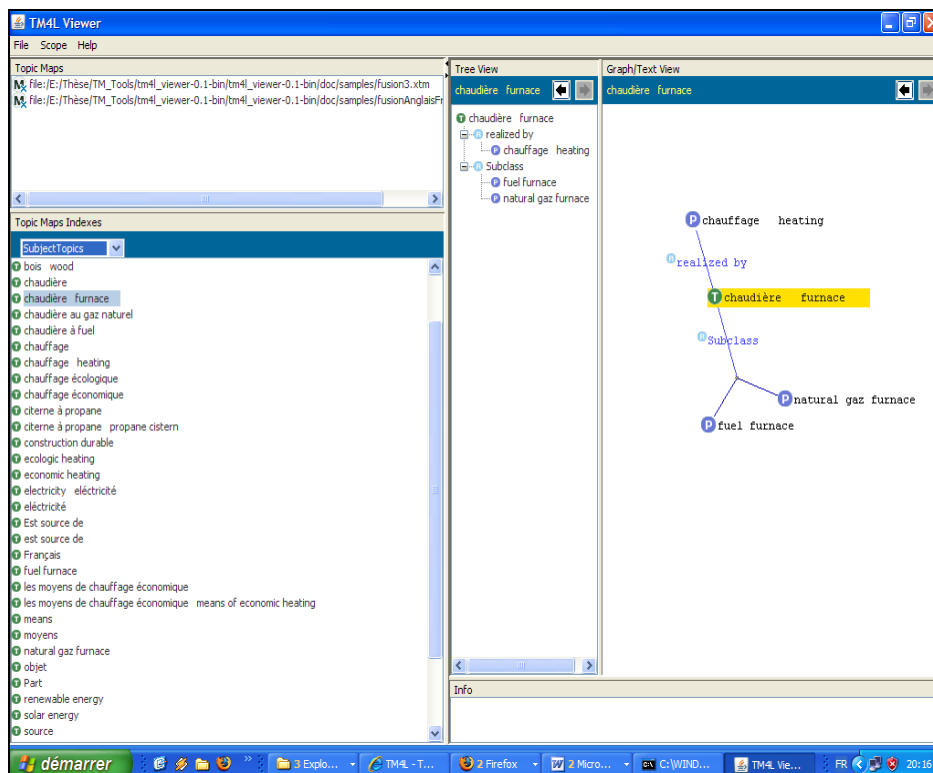 TM4L Viewer
File Scope Help
Topic Maps
file:/E:/Thèse/TM_Tools/tm4l_viewer-0.1-bin/tm4l_viewer-0.1-bin/doc/samples/fusion3.xtm
file:/E:/Thèse/TM_Tools/tm4l_viewer-0.1-bin/tm4l_viewer-0.1-bin/doc/samples/fusionAnglaisFr
Topic Maps Indexes
SubjectTopics
T bois wood
T chaudière
T chaudière furnace
T chaudière au gaz naturel
T chaudière à fuel
T chauffage
T chauffage heating
T chauffage écologique
T chauffage économique
T citerne à propane
T citerne à propane propane cistern
T construction durable
T ecologic heating
T economic heating
T electricity eléctricité
T eléctricité
T Est source de
T est source de
T Français
T fuel furnace
T les moyens de chauffage économique
T les moyens de chauffage économique means of economic heating
T means
T moyens
T natural gaz furnace
T objet
T Part
T renewable energy
T solar energy
T source
Tree View
chaudière furnace
T chaudière furnace
R realized by
P chauffage heating
R Subclass
P fuel furnace
P natural gaz furnace
Graph/Text View
chaudière furnace
P chauffage heating
R realized by
T chaudière furnace
R Subclass
P natural gaz furnace
P fuel furnace
Info
démarrer
3 Explo...
TM4L - T...
2 Firefox
2 Micro...
C:\WIND...
TM4L Vie...
FR
20:16